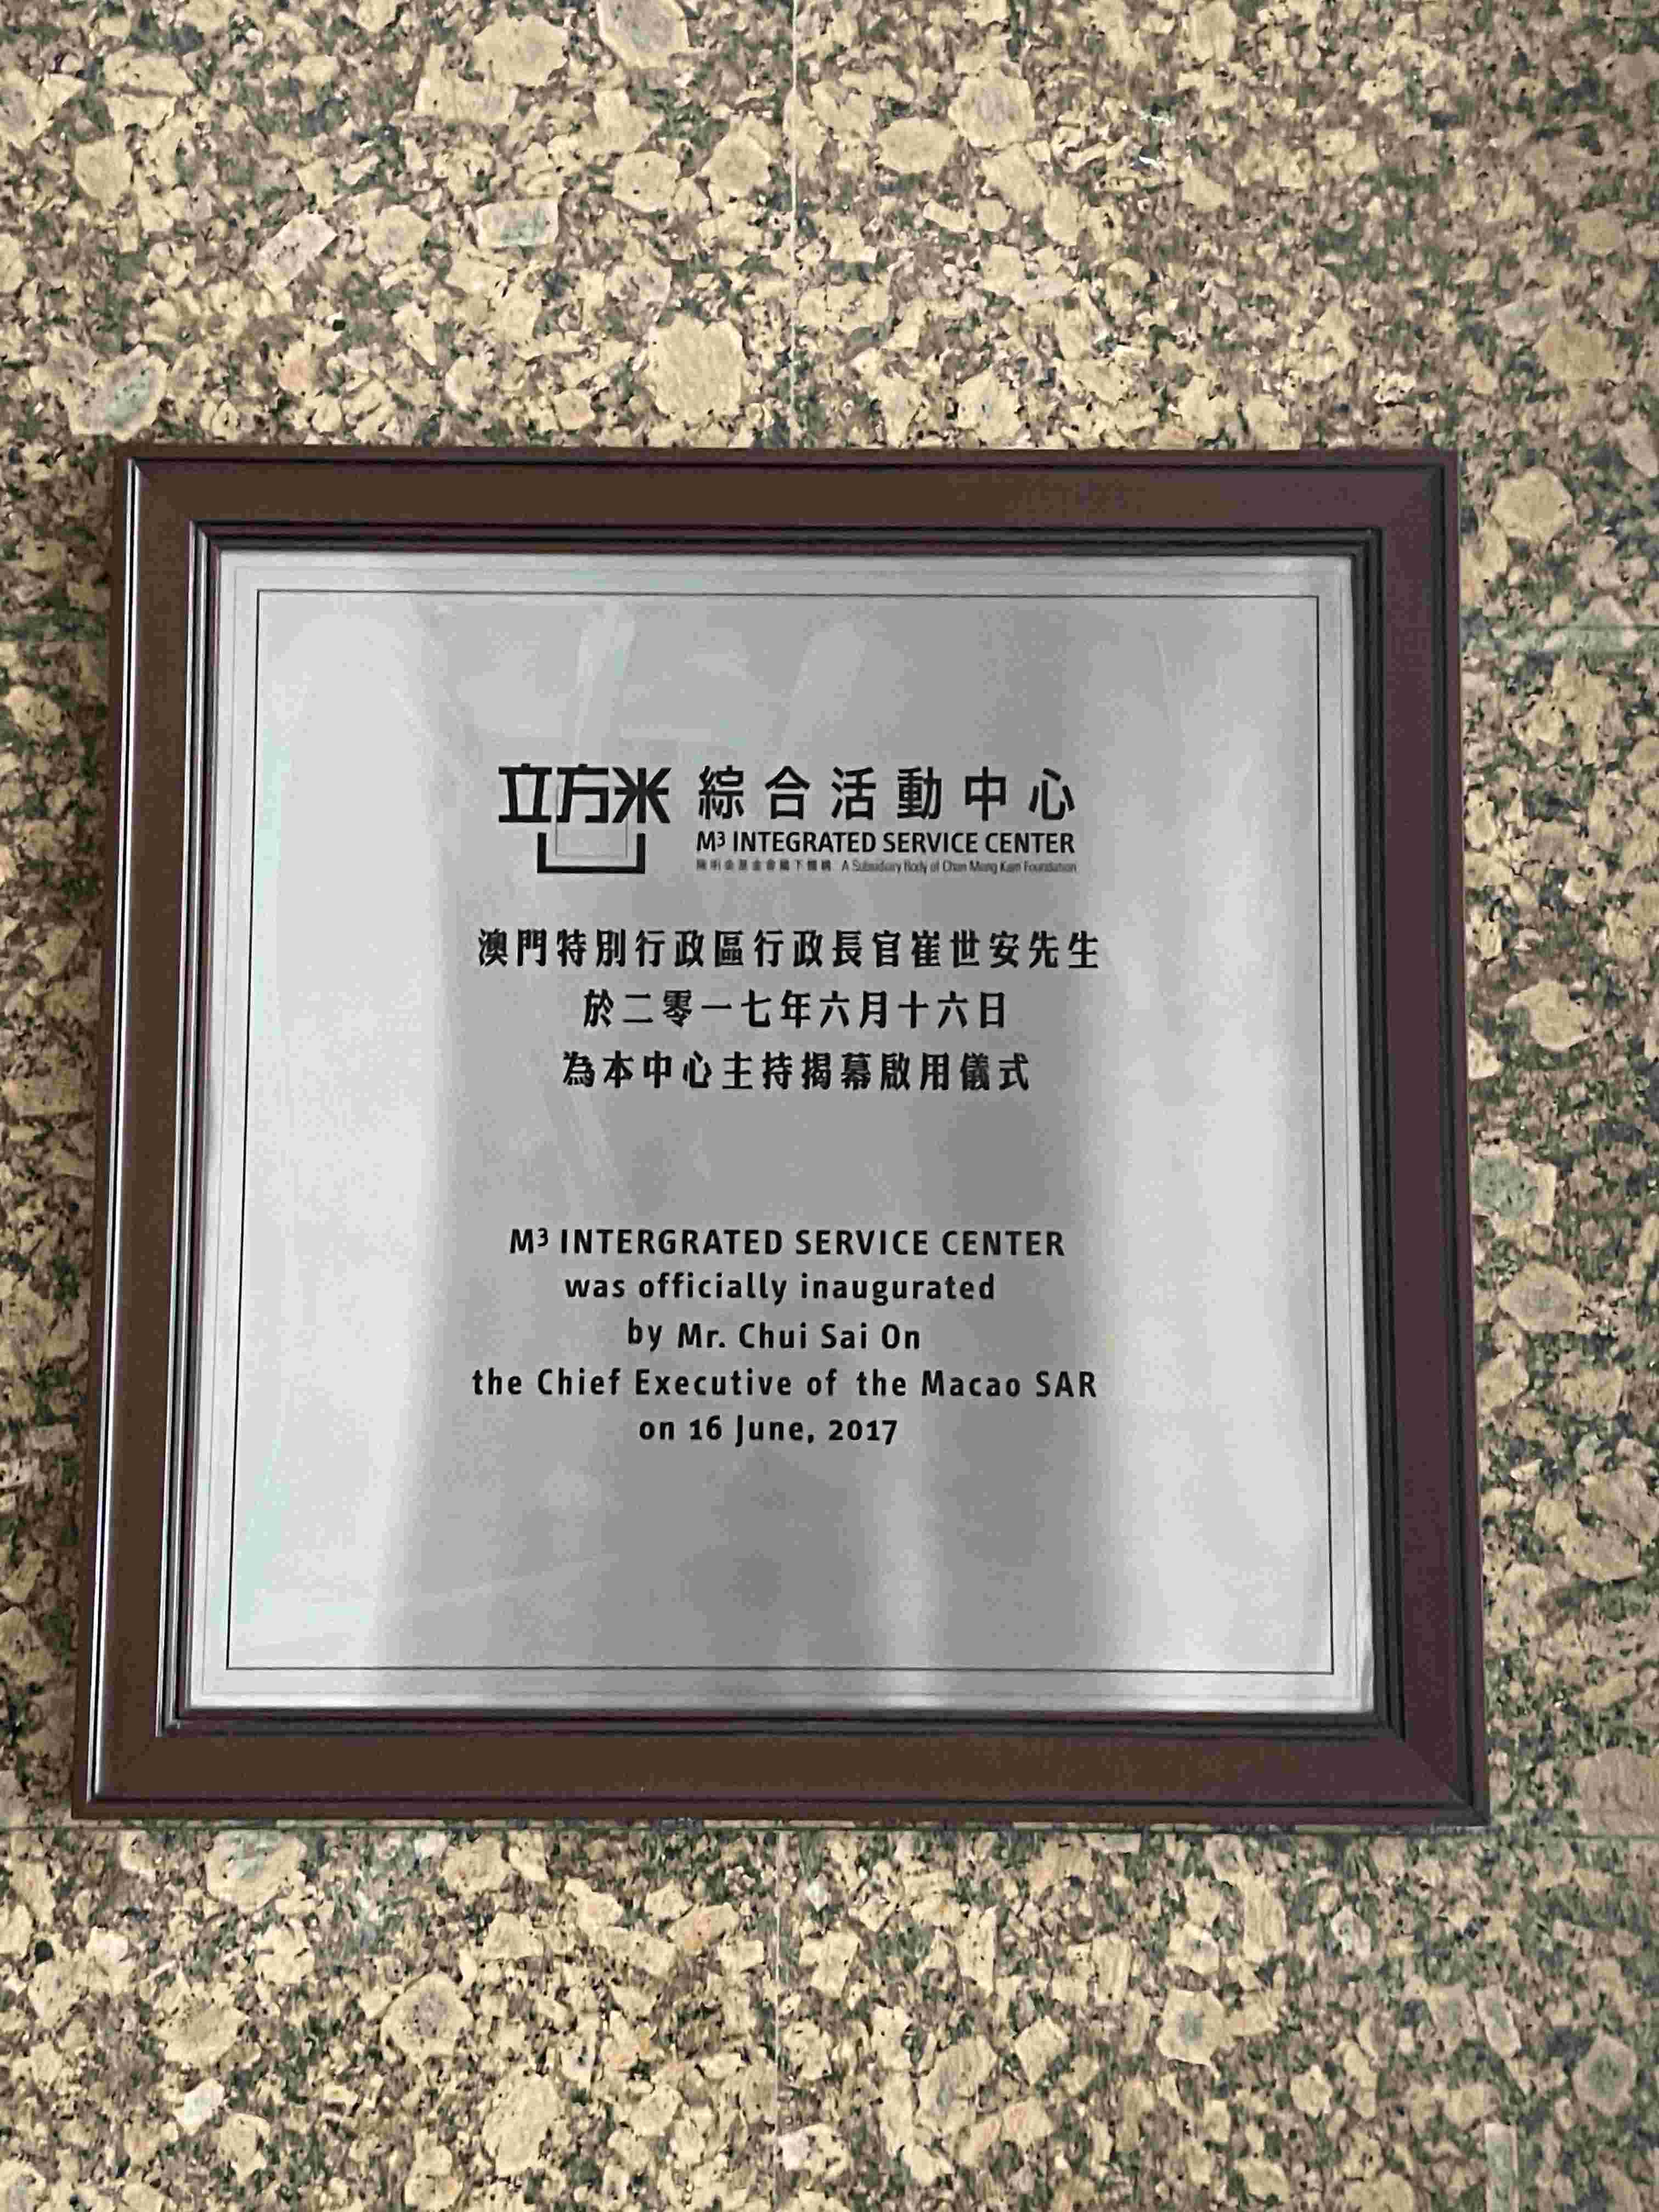 立方米 綜合活動中心
M³ INTEGRATED SERVICE CENTER
陳明金基金會屬下機構 A Subsidiary Body of Chan Meng Kam Foundation
澳門特別行政區行政長官崔世安先生
於二零一七年六月十六日
為本中心主持揭幕啟用儀式
M³ INTERGRATED SERVICE CENTER
was officially inaugurated
by Mr. Chui Sai On
the Chief Executive of the Macao SAR
on 16 June, 2017